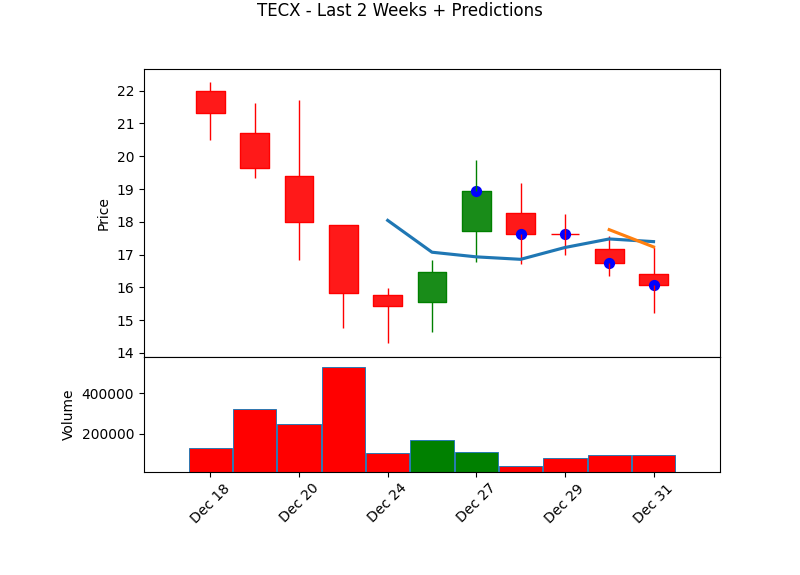 TECX - Last 2 Weeks + Predictions
Price
22
21
20
19
18
17
16
15
14
Volume
400000
200000
Dec 18
Dec 20
Dec 24
Dec 27
Dec 29
Dec 31